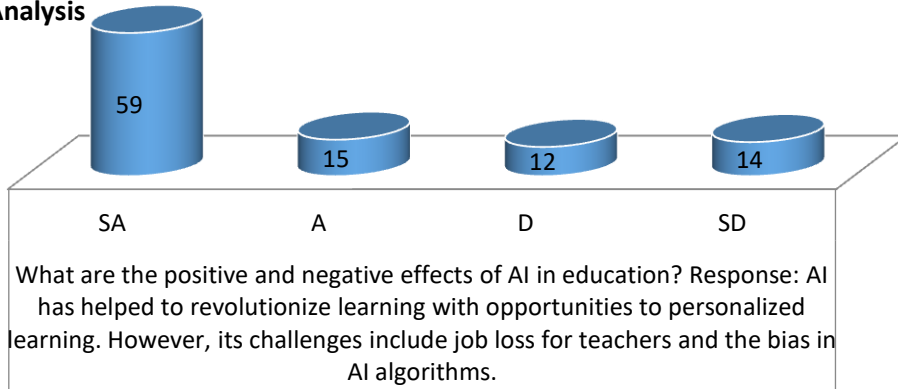 Analysis
59
15
12
14
SA
A
D
SD
What are the positive and negative effects of AI in education? Response: AI
has helped to revolutionize learning with opportunities to personalized
learning. However, its challenges include job loss for teachers and the bias in
AI algorithms.